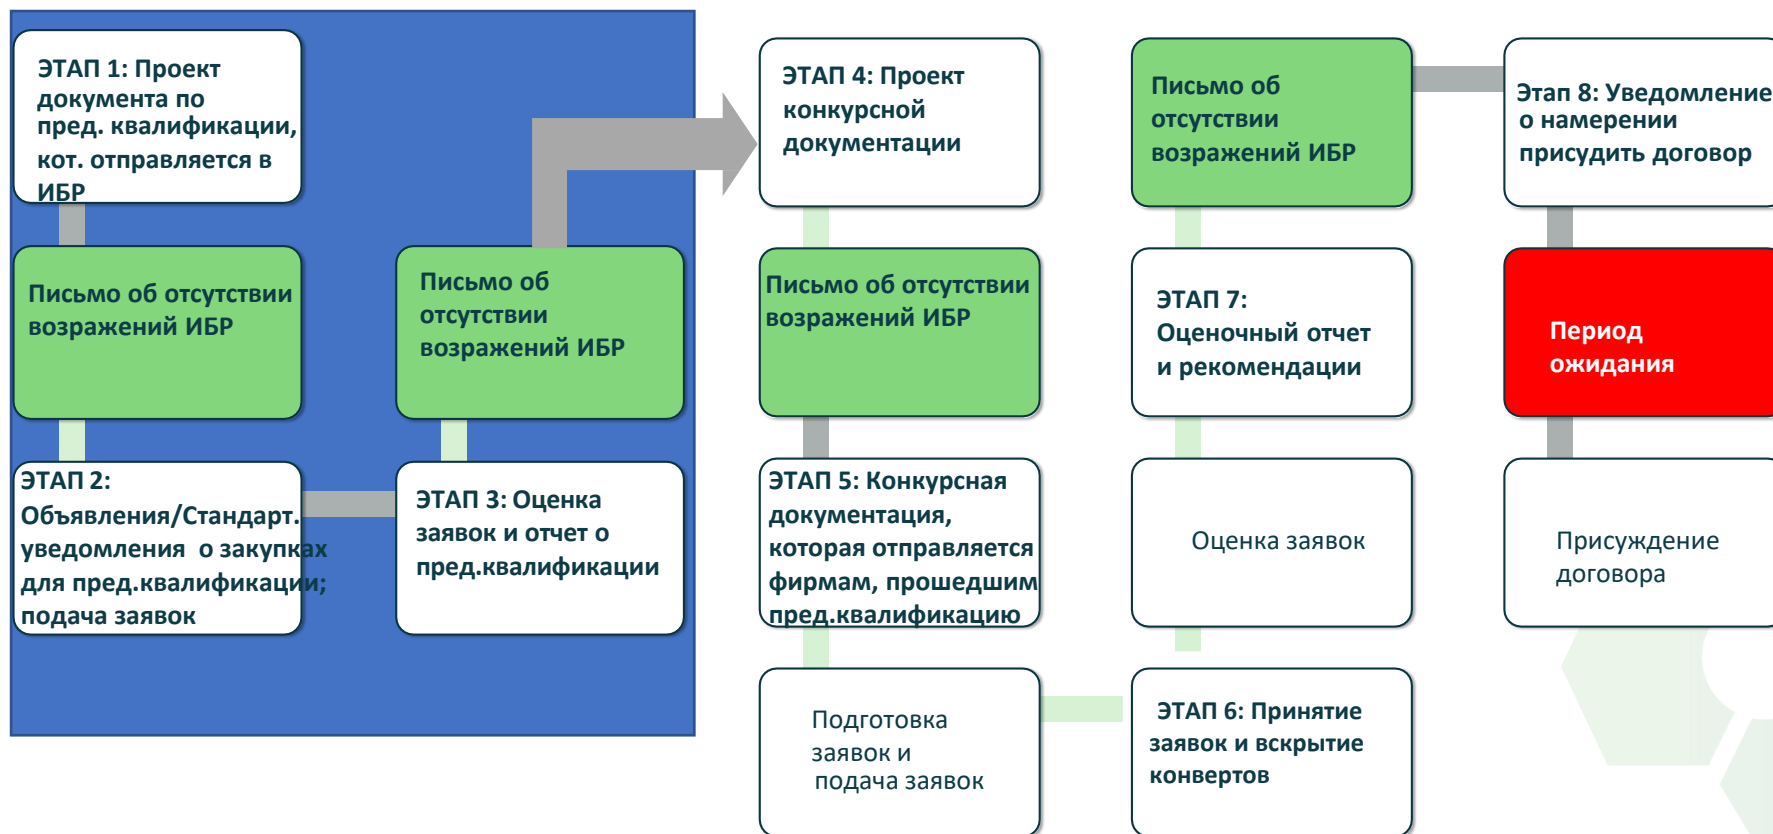 ЭТАП 1: Проект
документа по
пред. квалификации,
кот. отправляется в
ИБР
Письмо об отсутствии
возражений ИБР
ЭТАП 2:
Объявления/Стандарт.
уведомления о закупках
для пред.квалификации;
подача заявок
ЭТАП 3: Оценка
заявок и отчет о
пред.квалификации
Письмо об
отсутствии
возражений ИБР
ЭТАП 4: Проект
конкурсной
документации
Письмо об отсутствии
возражений ИБР
ЭТАП 5: Конкурсная
документация,
которая отправляется
фирмам, прошедшим
пред.квалификацию
Подготовка
заявок и
подача заявок
ЭТАП 6: Принятие
заявок и вскрытие
конвертов
Оценка заявок
ЭТАП 7:
Оценочный отчет
и рекомендации
Письмо об
отсутствии
возражений ИБР
Этап 8: Уведомление
о намерении
присудить договор
Период
ожидания
Присуждение
договора